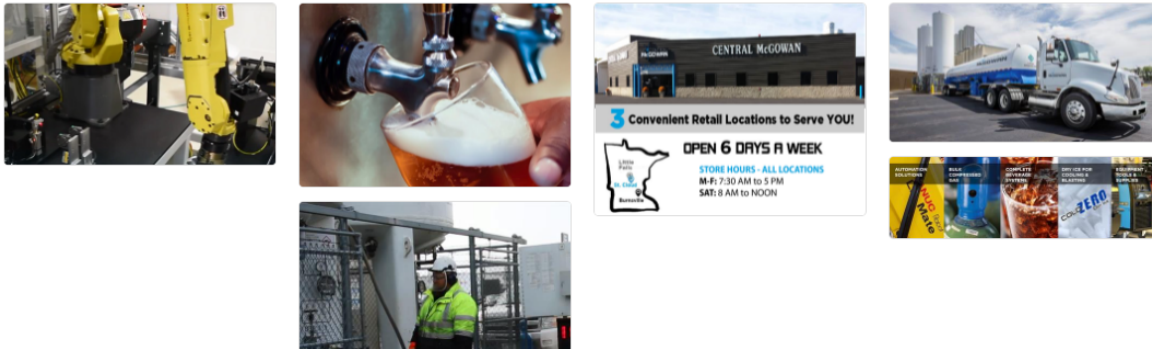 CENTRAL McGOWAN
3 Convenient Retail Locations to Serve YOU!
OPEN 6 DAYS A WEEK
STORE HOURS - ALL LOCATIONS
M-F: 7:30 AM to 5 PM
SAT: 8 AM to NOON
Little
Falls
St. Cloud
Burnsville
AUTOMATION
SOLUTIONS
BULK
COMPRESSED
GAS
COMPLETE
BEVERAGE
SYSTEMS
DRY ICE FOR
COOLING &
BLASTING
EQUIPMENT,
TOOLS &
SUPPLIES
Mate
ZERO